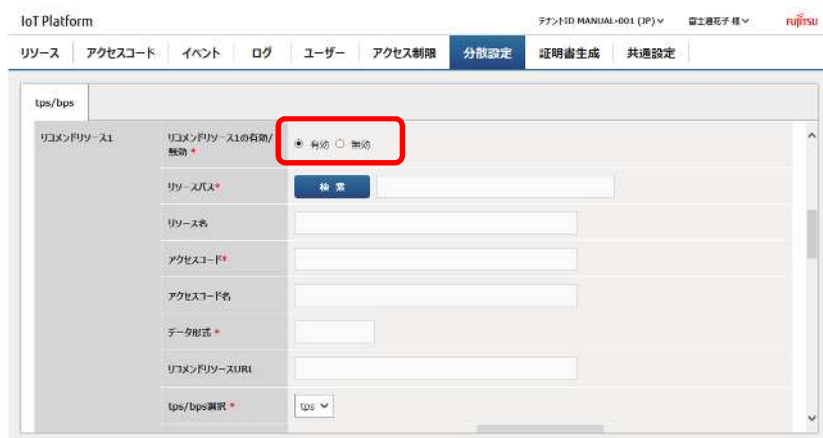 IoT Platform
テナントID MANUAL-001 (JP)
富士通花子 様
FUJITSU
リソース アクセスコード イベント ログ ユーザー アクセス制限 分散設定 証明書生成 共通設定
tps/bps
リコメンドリソース1
リコメンドリソース1の有効/
無効 *
有効 無効
リソースパス*
検 索
リソース名
アクセスコード*
アクセスコード名
データ形式 *
リコメンドリソースURL
tps/bps選択 *
tps